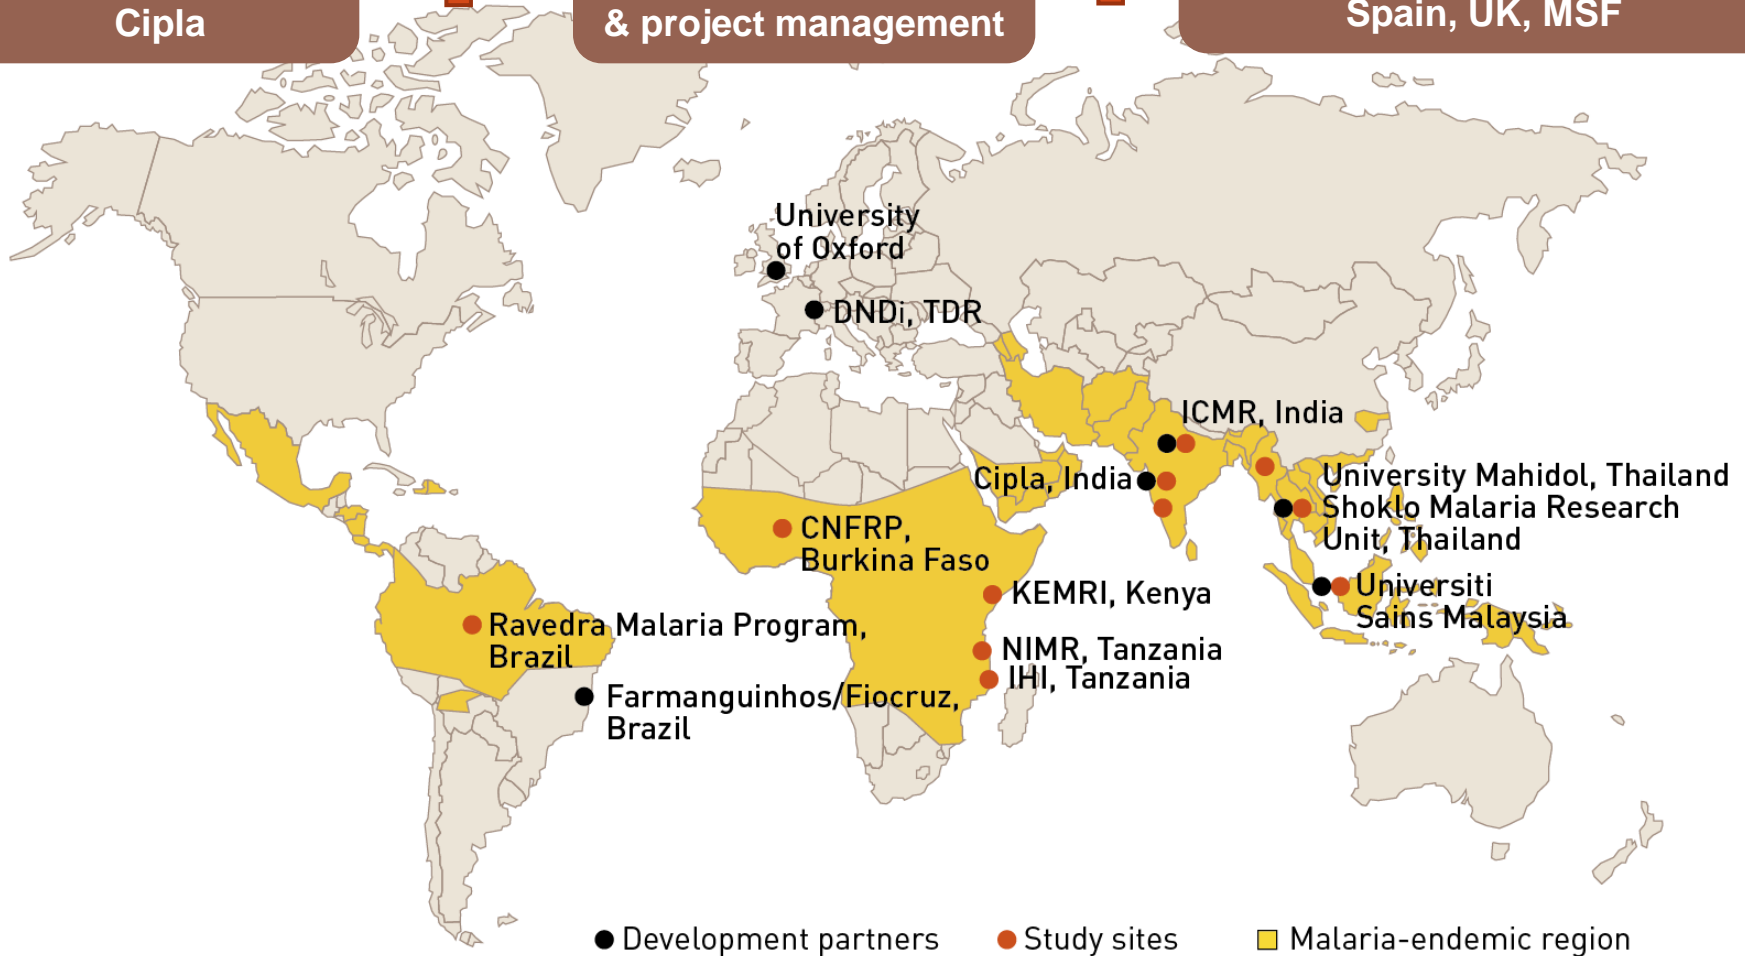 Cipla
& project management
Spain, UK, MSF
University
of Oxford
DNDi, TDR
ICMR, India
Cipla, India
University Mahidol, Thailand
Shoklo Malaria Research
Unit, Thailand
CNFRP,
Burkina Faso
KEMRI, Kenya
Universiti
Sains Malaysia
Ravedra Malaria Program,
Brazil
NIMR, Tanzania
IHI, Tanzania
Farmanguinhos/Fiocruz,
Brazil
Development partners
Study sites
Malaria-endemic region